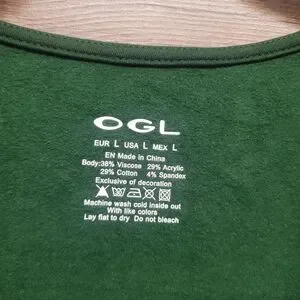 OGL
EUR L USA L MEX L
EN Made in China
Body:38% Viscose 29% Acrylic
29% Cotton 4% Spandex
Exclusive of decoration
Machine wash cold inside out
With like colors
Lay flat to dry Do not bleach